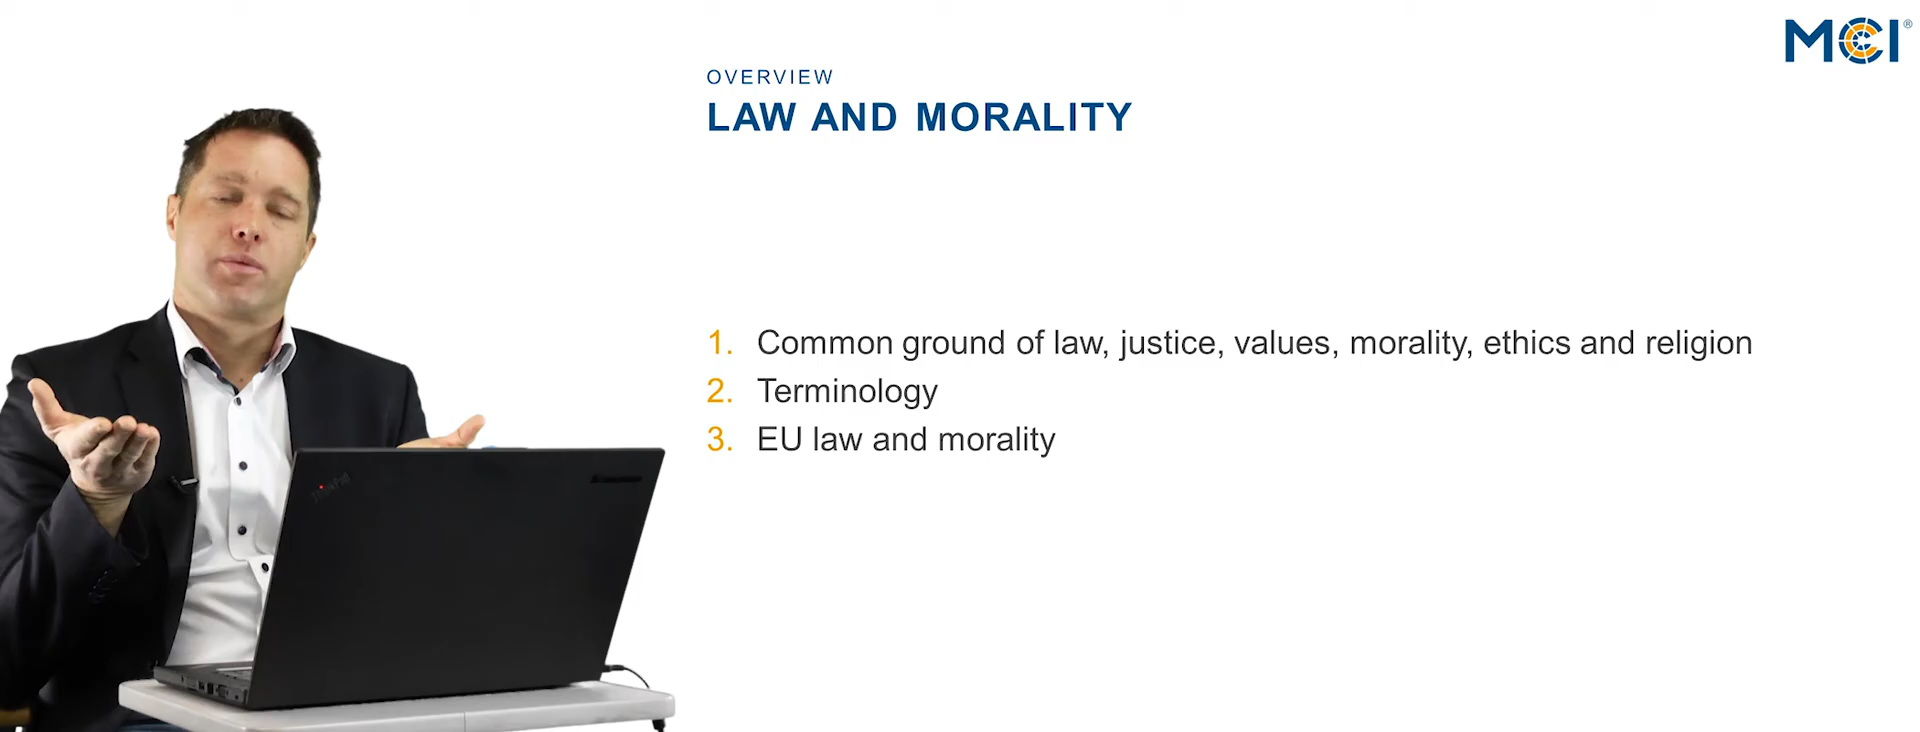 MCI®
OVERVIEW
LAW AND MORALITY
1. Common ground of law, justice, values, morality, ethics and religion
2. Terminology
3. EU law and morality
ThinkPad